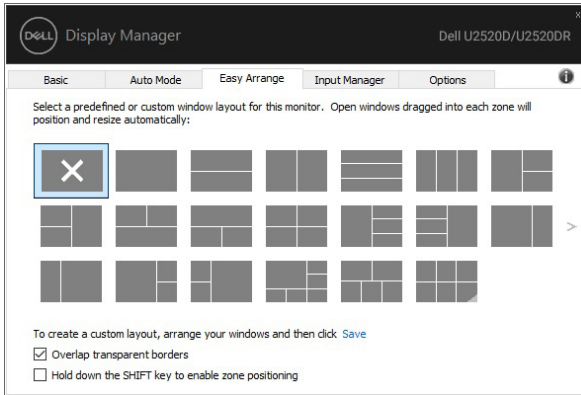 DELL Display Manager Dell U2520D/U2520DR
Basic Auto Mode Easy Arrange Input Manager Options
Select a predefined or custom window layout for this monitor. Open windows dragged into each zone will
position and resize automatically:
To create a custom layout, arrange your windows and then click Save
Overlap transparent borders
Hold down the SHIFT key to enable zone positioning